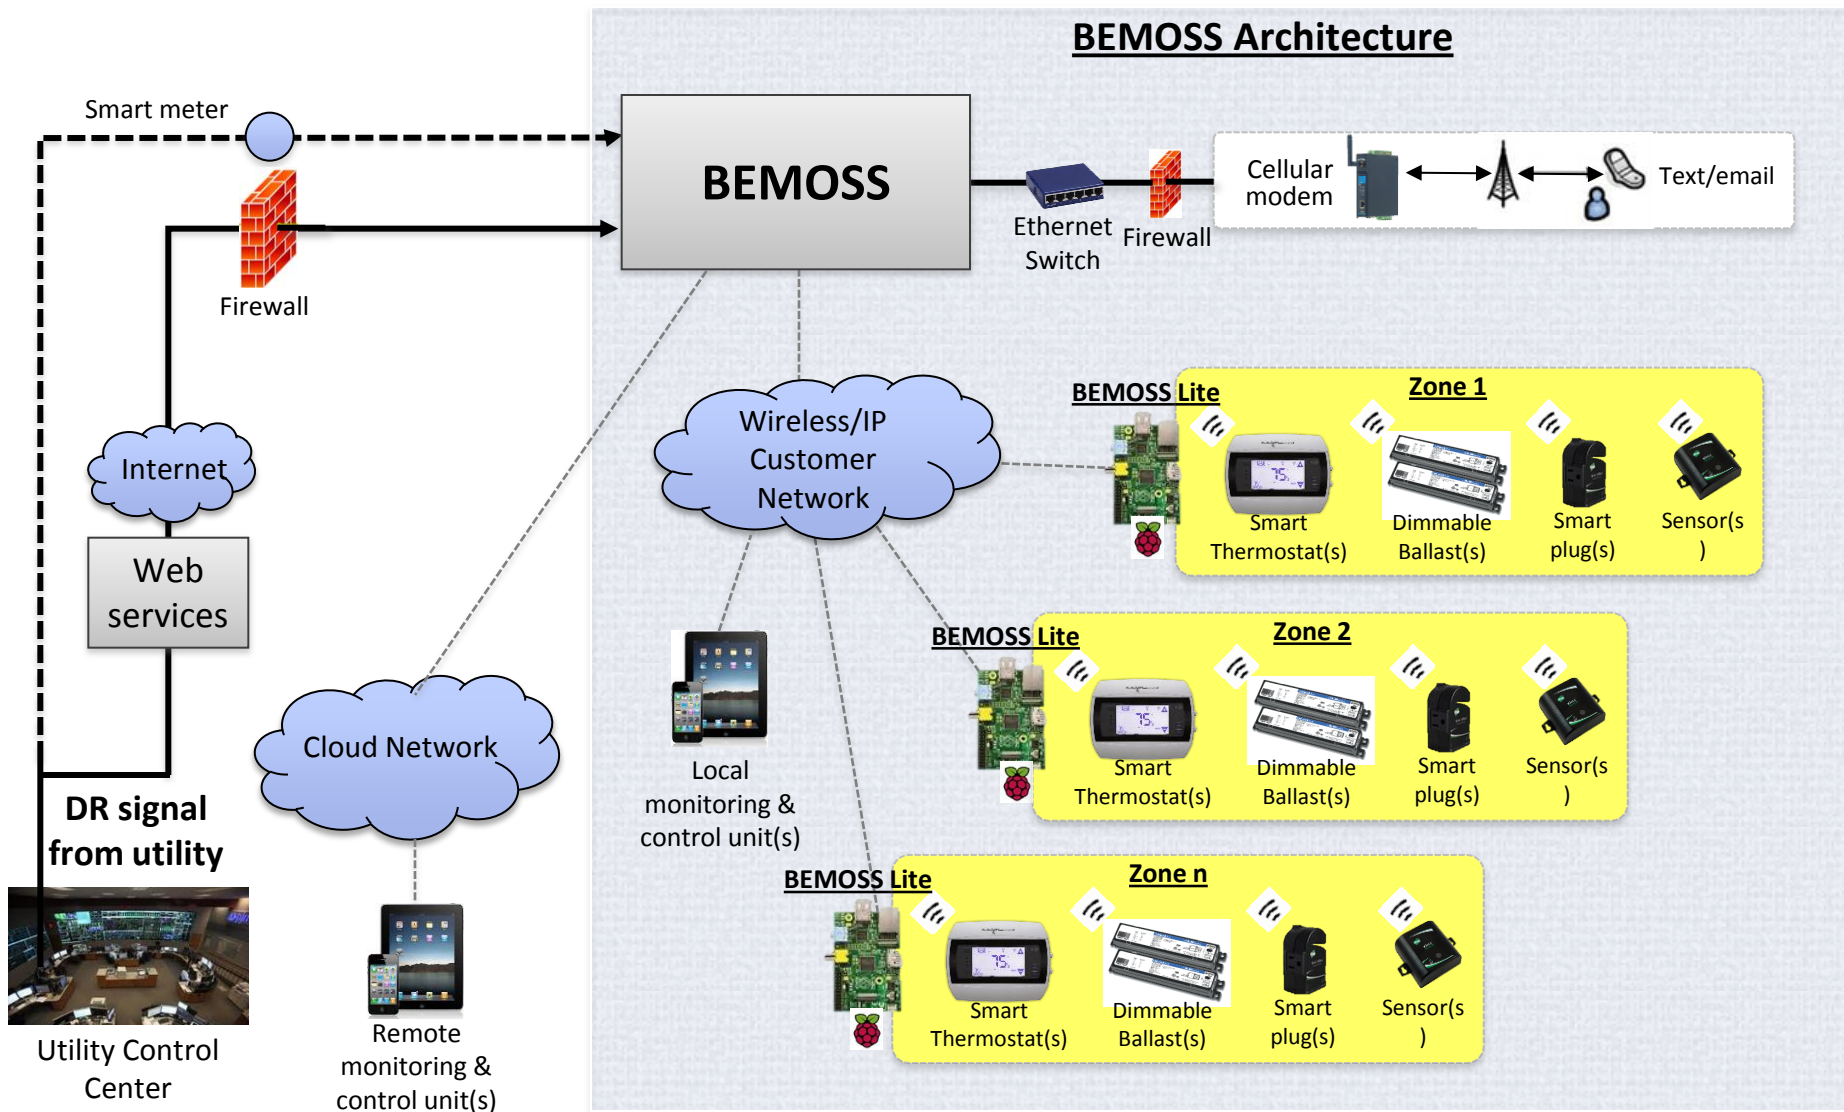 BEMOSS Architecture
Smart meter
BEMOSS
Firewall
Ethernet
Switch
Firewall
Cellular
modem
Text/email
Internet
Web
services
Cloud Network
DR signal
from utility
Utility Control
Center
Remote
monitoring &
control unit(s)
Wireless/IP
Customer
Network
Local
monitoring &
control unit(s)
BEMOSS Lite
Zone 1
75
Smart
Thermostat(s)
Dimmable
Ballast(s)
Smart
plug(s)
Sensor(s
)
BEMOSS Lite
Zone 2
75
Smart
Thermostat(s)
Dimmable
Ballast(s)
Smart
plug(s)
Sensor(s
)
BEMOSS Lite
Zone n
75
Smart
Thermostat(s)
Dimmable
Ballast(s)
Smart
plug(s)
Sensor(s
)